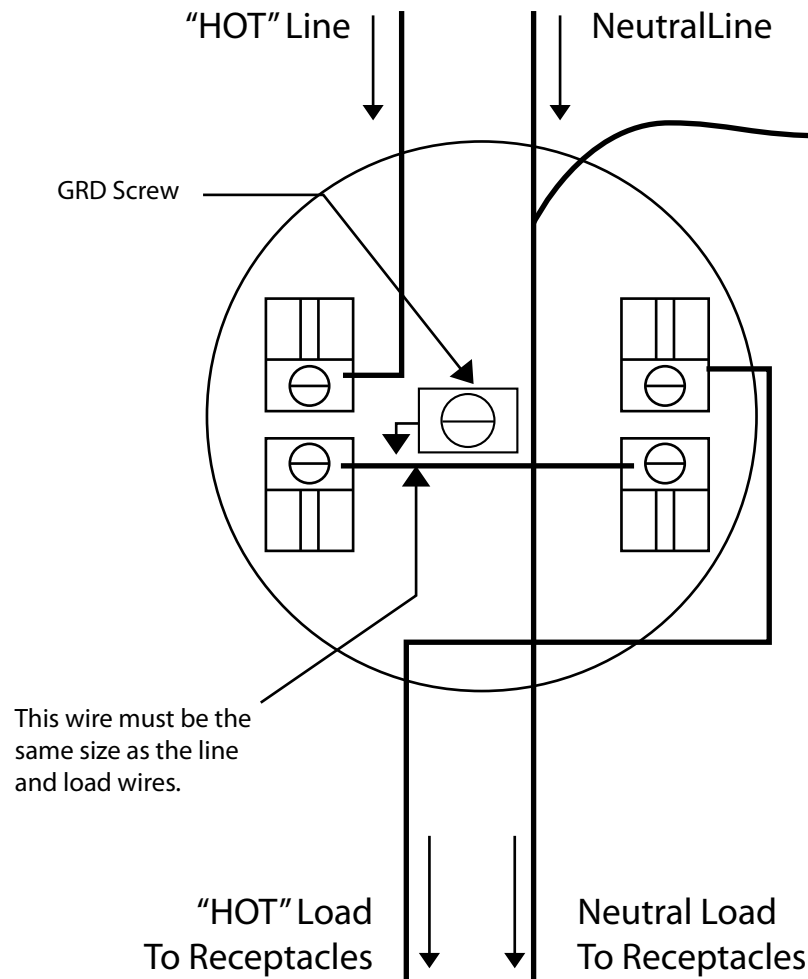 “HOT” Line
NeutralLine
GRD Screw
This wire must be the
same size as the line
and load wires.
“HOT” Load
To Receptacles
Neutral Load
To Receptacles